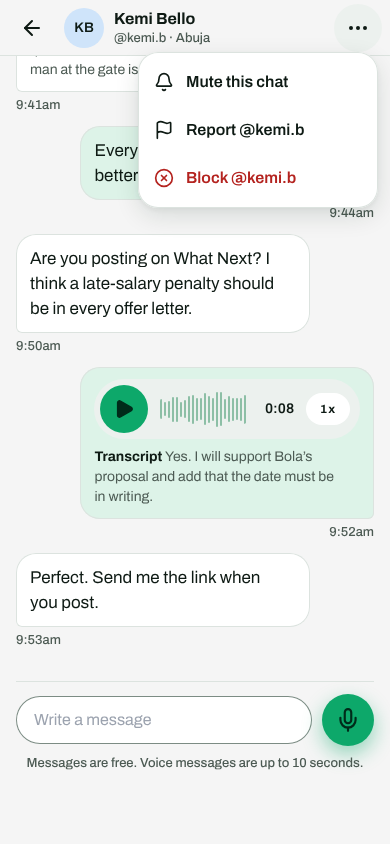 KB
Kemi Bello
@kemi.b · Abuja
man at the gate is
9:41am
Mute this chat
Report @kemi.b
Block @kemi.b
Every
better
9:44am
Are you posting on What Next? I
think a late-salary penalty should
be in every offer letter.
9:50am
0:08
1x
Transcript Yes. I will support Bola's
proposal and add that the date must be
in writing.
9:52am
Perfect. Send me the link when
you post.
9:53am
Write a message
Messages are free. Voice messages are up to 10 seconds.